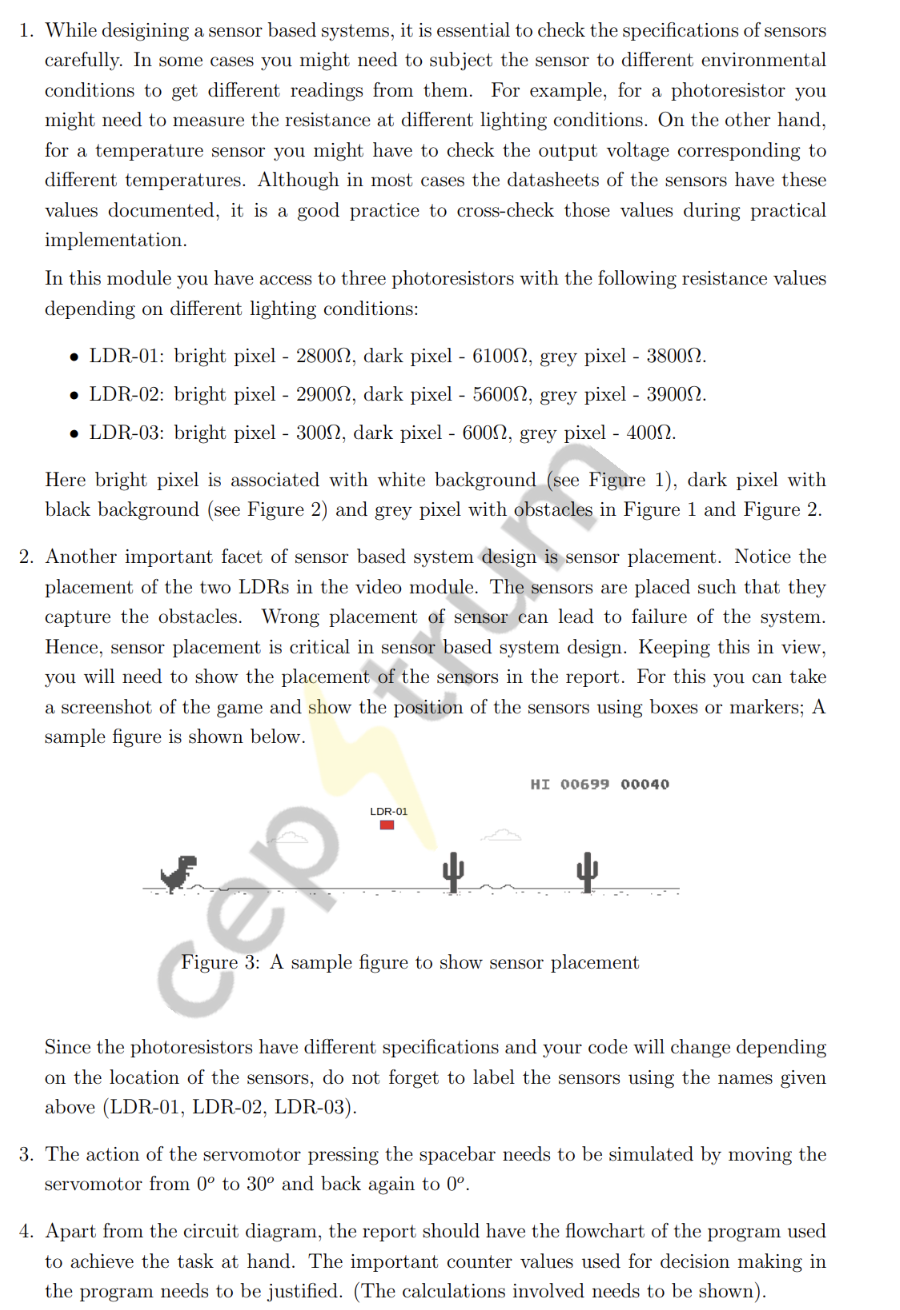 1. While desigining a sensor based systems, it is essential to check the specifications of sensors
carefully. In some cases you might need to subject the sensor to different environmental
conditions to get different readings from them. For example, for a photoresistor you
might need to measure the resistance at different lighting conditions. On the other hand,
for a temperature sensor you might have to check the output voltage corresponding to
different temperatures. Although in most cases the datasheets of the sensors have these
values documented, it is a good practice to cross-check those values during practical
implementation.
In this module you have access to three photoresistors with the following resistance values
depending on different lighting conditions:
• LDR-01: bright pixel - 2800Ω, dark pixel - 6100Ω, grey pixel - 3800Ω.
• LDR-02: bright pixel - 2900Ω, dark pixel - 5600Ω, grey pixel - 3900Ω.
• LDR-03: bright pixel - 300Ω, dark pixel - 600Ω, grey pixel - 400Ω.
Here bright pixel is associated with white background (see Figure 1), dark pixel with
black background (see Figure 2) and grey pixel with obstacles in Figure 1 and Figure 2.
2. Another important facet of sensor based system design is sensor placement. Notice the
placement of the two LDRs in the video module. The sensors are placed such that they
capture the obstacles. Wrong placement of sensor can lead to failure of the system.
Hence, sensor placement is critical in sensor based system design. Keeping this in view,
you will need to show the placement of the sensors in the report. For this you can take
a screenshot of the game and show the position of the sensors using boxes or markers; A
sample figure is shown below.
HI 00699 00040
LDR-01
Figure 3: A sample figure to show sensor placement
Since the photoresistors have different specifications and your code will change depending
on the location of the sensors, do not forget to label the sensors using the names given
above (LDR-01, LDR-02, LDR-03).
3. The action of the servomotor pressing the spacebar needs to be simulated by moving the
servomotor from 0° to 30° and back again to 0°.
4. Apart from the circuit diagram, the report should have the flowchart of the program used
to achieve the task at hand. The important counter values used for decision making in
the program needs to be justified. (The calculations involved needs to be shown).
ceptrum